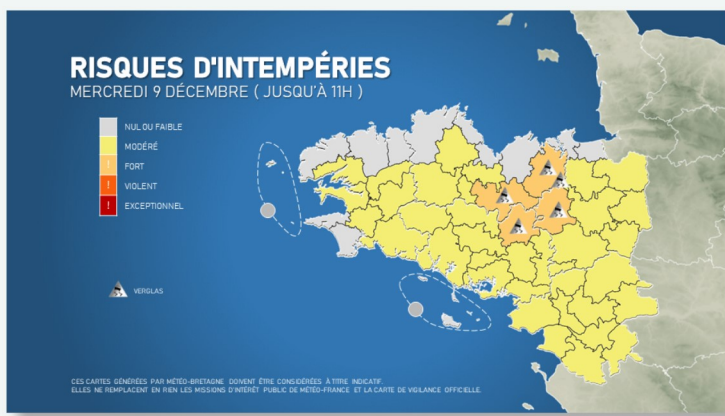 RISQUES D'INTEMPÉRIES
MERCREDI 9 DÉCEMBRE ( JUSQU'À 11H )
NUL OU FAIBLE
MODÉRÉ
! FORT
! VIOLENT
! EXCEPTIONNEL
VERGLAS
CES CARTES GÉNÉRÉES PAR MÉTÉO-BRETAGNE DOIVENT ÊTRE CONSIDÉRÉES À TITRE INDICATIF.
ELLES NE REMPLACENT EN RIEN LES MISSIONS D'INTÉRÊT PUBLIC DE MÉTÉO-FRANCE ET LA CARTE DE VIGILANCE OFFICIELLE.